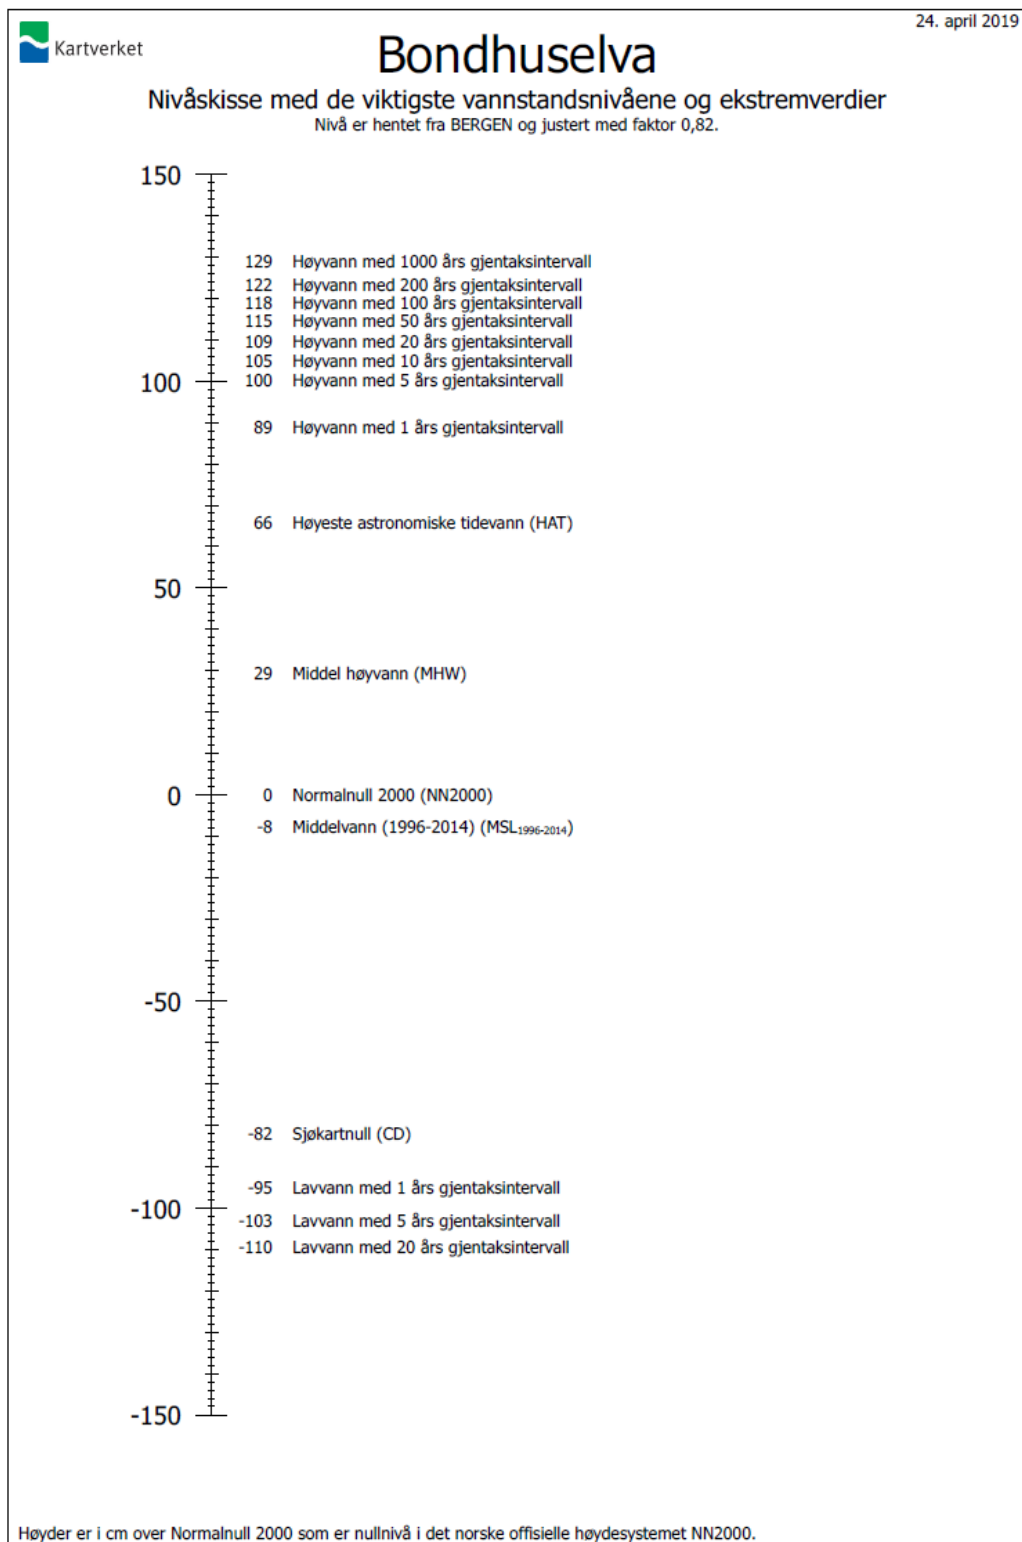 24. april 2019
Kartverket
Bondhuselva
Nivåskisse med de viktigste vannstandsnivåene og ekstremverdier
Nivå er hentet fra BERGEN og justert med faktor 0,82.
150
129 Høyvann med 1000 års gjentaksintervall
122 Høyvann med 200 års gjentaksintervall
118 Høyvann med 100 års gjentaksintervall
115 Høyvann med 50 års gjentaksintervall
109 Høyvann med 20 års gjentaksintervall
105 Høyvann med 10 års gjentaksintervall
100 100 Høyvann med 5 års gjentaksintervall
89 Høyvann med 1 års gjentaksintervall
66 Høyeste astronomiske tidevann (HAT)
50
29 Middel høyvann (MHW)
0 0 Normalnull 2000 (NN2000)
-8 Middelvann (1996-2014) (MSL1996-2014)
-50
-82 Sjøkartnull (CD)
-95 Lavvann med 1 års gjentaksintervall
-100
-103 Lavvann med 5 års gjentaksintervall
-110 Lavvann med 20 års gjentaksintervall
-150
Høyder er i cm over Normalnull 2000 som er nullnivå i det norske offisielle høydesystemet NN2000.